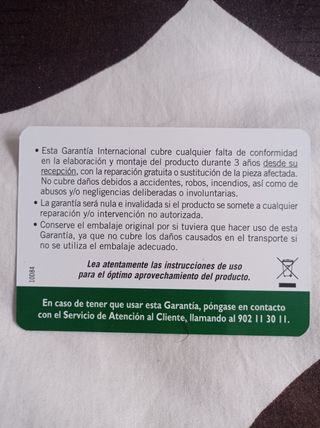 • Esta Garantía Internacional cubre cualquier falta de conformidad
en la elaboración y montaje del producto durante 3 años desde su
recepción, con la reparación gratuita o sustitución de la pieza afectada.
No cubre daños debidos a accidentes, robos, incendios, así como de
abusos y/o negligencias deliberadas o involuntarias.
• La garantía será nula e invalidada si el producto se somete a cualquier
reparación y/o intervención no autorizada.
• Conserve el embalaje original por si tuviera que hacer uso de esta
Garantía, ya que no cubre los daños causados en el transporte si
no se utiliza el embalaje adecuado.
Lea atentamente las instrucciones de uso
para el óptimo aprovechamiento del producto.
10084
En caso de tener que usar esta Garantía, póngase en contacto
con el Servicio de Atención al Cliente, llamando al 902 11 30 11.